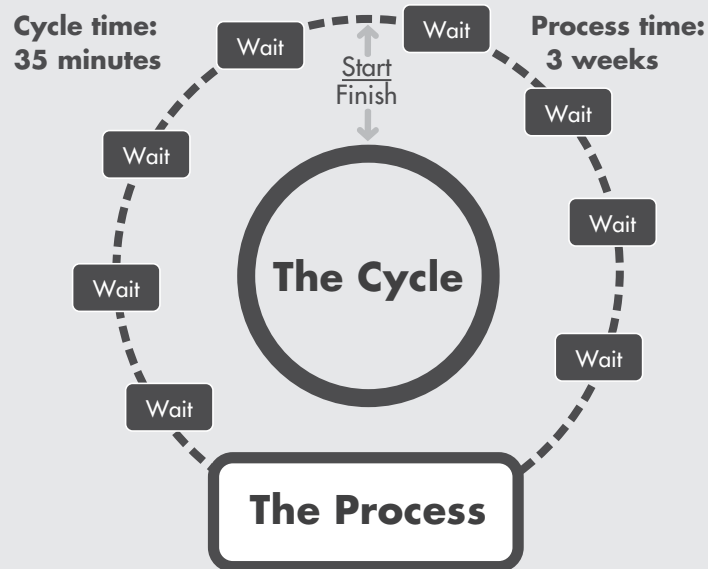 Cycle time:
35 minutes
Process time:
3 weeks
Wait
Wait
Start
Finish
Wait
Wait
Wait
Wait
Wait
Wait
The Cycle
The Process